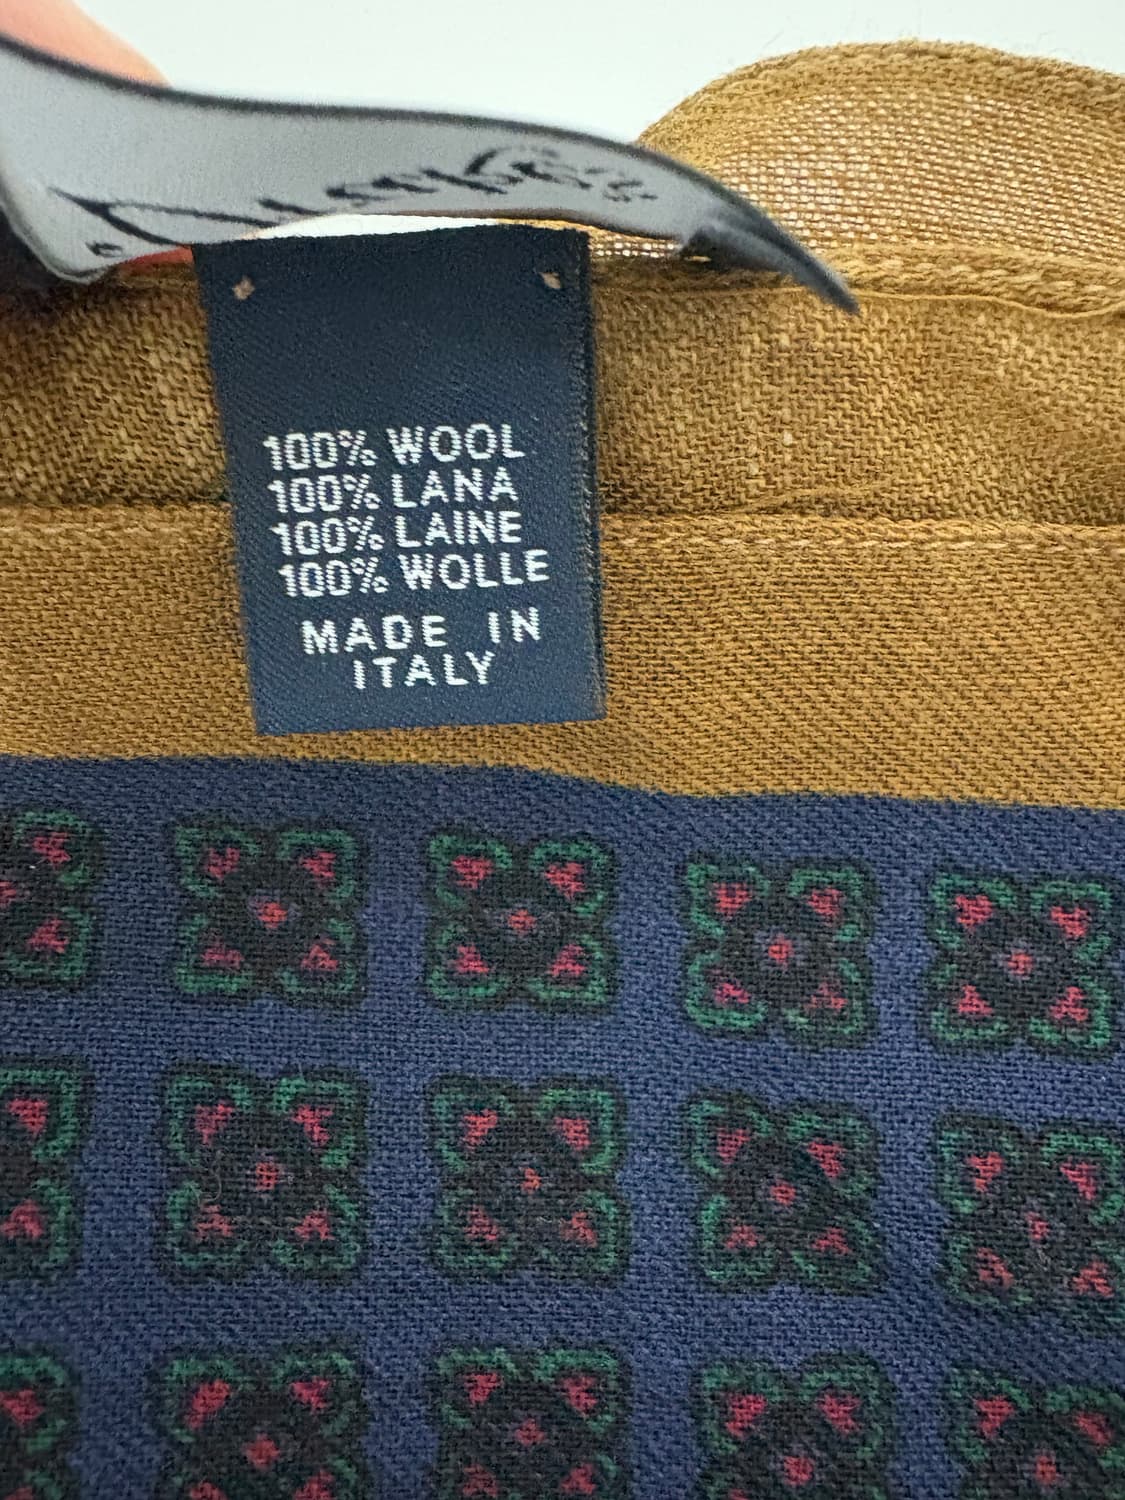 100% WOOL
100% LANA
100% LAINE
100% WOLLE
MADE IN
ITALY